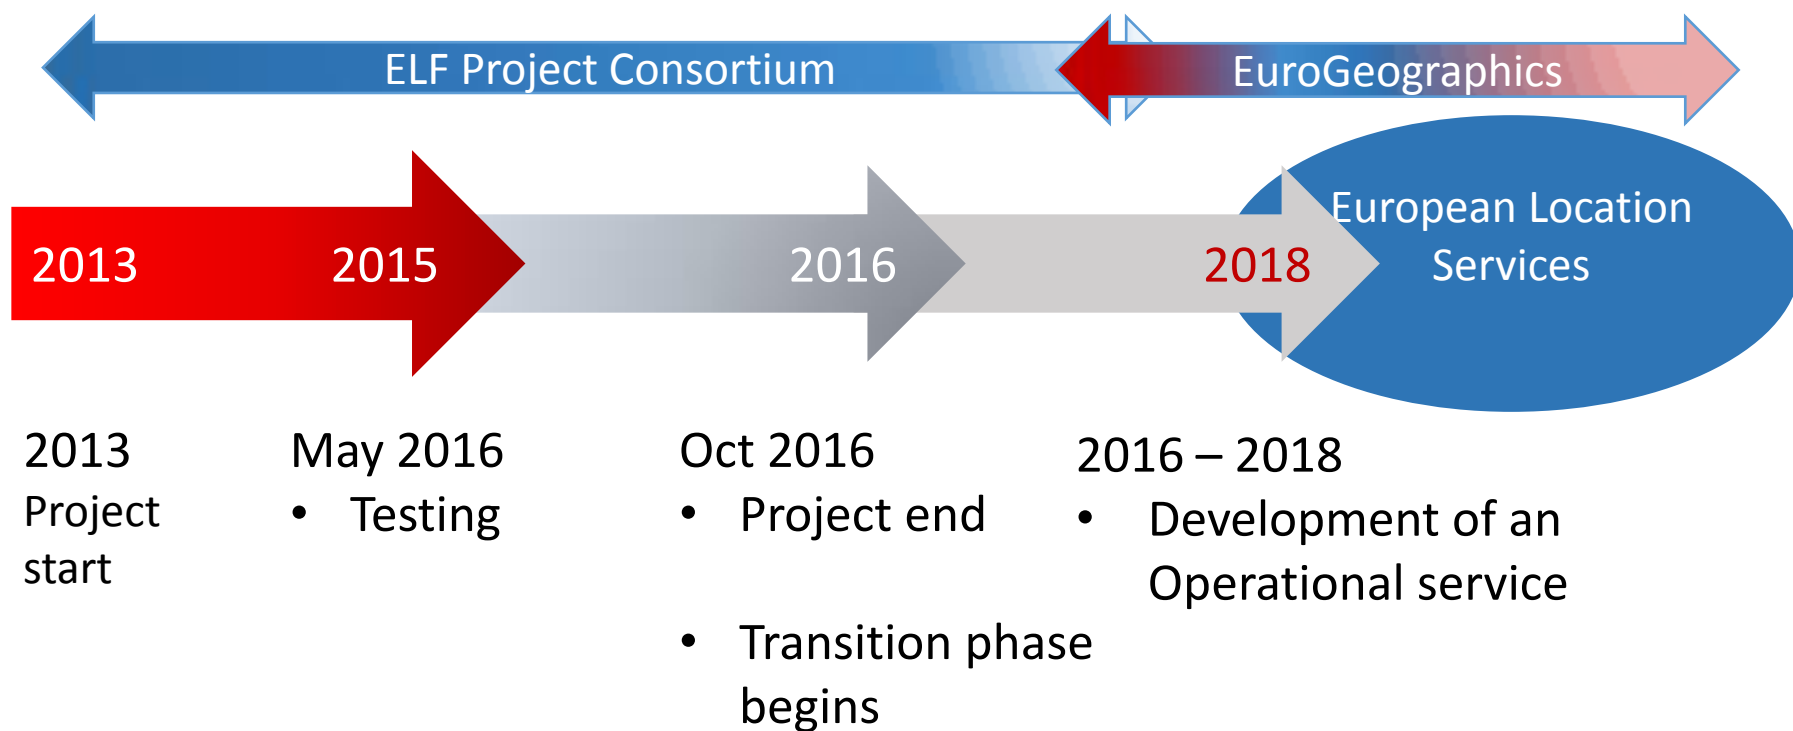 ELF Project Consortium
EuroGeographics
European Location
Services
2013
2015
2016
2018
2013
Project
start
May 2016
• Testing
Oct 2016
• Project end
• Transition phase
begins
2016 – 2018
• Development of an
Operational service